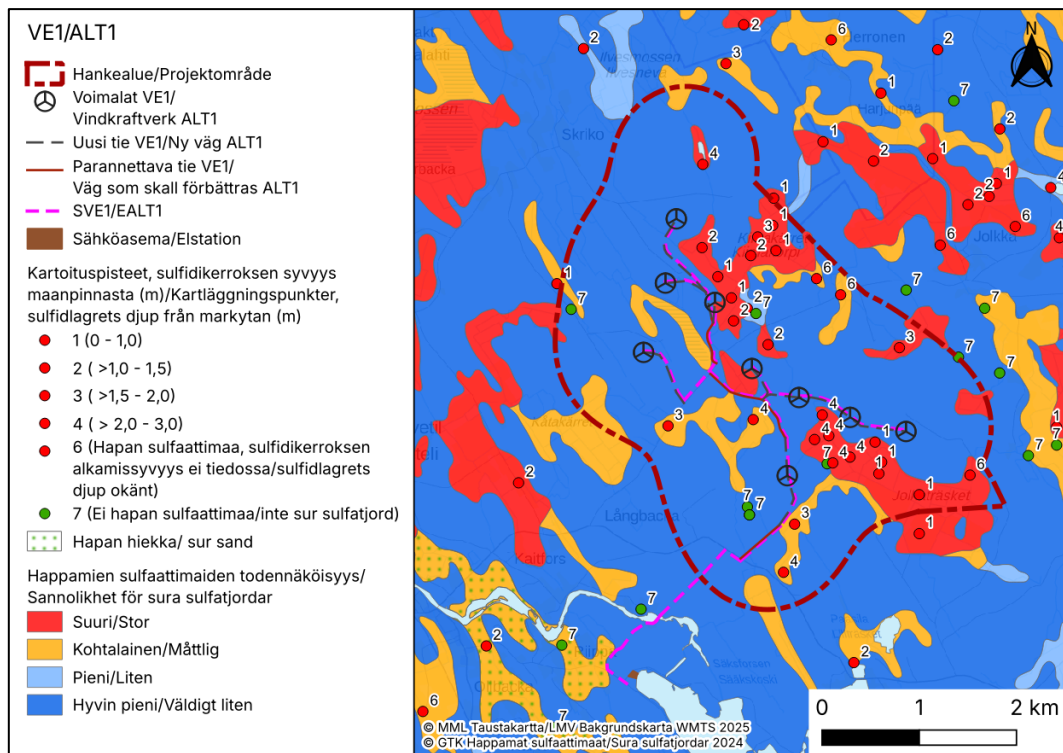 VE1/ALT1
Hankealue/Projektområde
Voimalat VE1/
Vindkraftverk ALT1
Uusi tie VE1/Ny väg ALT1
Parannettava tie VE1/
Väg som skall förbättras ALT1
SVE1/EALT1
Sähköasema/Elstation
Kartoituspisteet, sulfidikerroksen syvyys
maanpinnasta (m)/Kartläggningspunkter,
sulfidlagrets djup från markytan (m)
1 (0 - 1,0)
2 ( >1,0 - 1,5)
3 (>1,5 - 2,0)
4 ( > 2,0 - 3,0)
6 (Hapan sulfaattimaa, sulfidikerroksen
alkamissyvyys ei tiedossa/sulfidlagrets
djup okänt)
7 (Ei hapan sulfaattimaa/inte sur sulfatjord)
Hapan hiekka/ sur sand
Happamien sulfaattimaiden todennäköisyys/
Sannolikhet för sura sulfatjordar
Suuri/Stor
Kohtalainen/Måttlig
Pieni/Liten
Hyvin pieni/Väldigt liten
N
Ilvesmossen
Ilvesneve
Skriko
Harjunpää
Jolkka
Långbacka
Kaitfors
0 1 2 km
© MML Taustakartta/LMV Bakgrundskarta WMTS 2025
© GTK Happamat sulfaattimaat/Sura sulfatjordar 2024